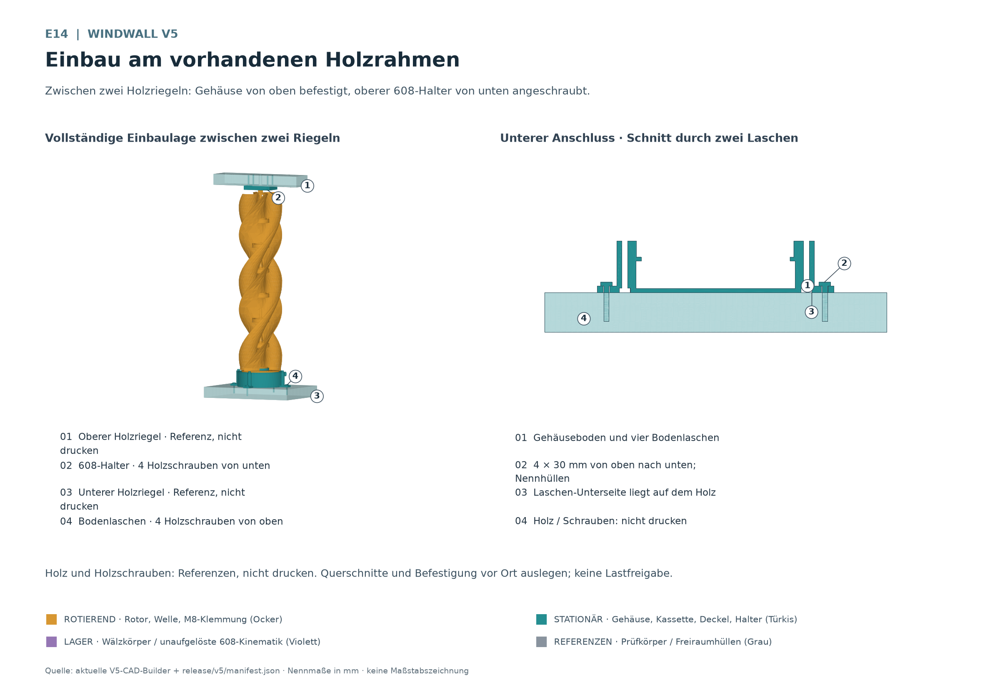 E14 | WINDWALL V5
Einbau am vorhandenen Holzrahmen
Zwischen zwei Holzriegeln: Gehäuse von oben befestigt, oberer 608-Halter von unten angeschraubt.
Vollständige Einbaulage zwischen zwei Riegeln
1
2
4
3
01 Oberer Holzriegel · Referenz, nicht
drucken
02 608-Halter · 4 Holzschrauben von unten
03 Unterer Holzriegel · Referenz, nicht
drucken
04 Bodenlaschen · 4 Holzschrauben von oben
Unterer Anschluss · Schnitt durch zwei Laschen
2
1
3
4
01 Gehäuseboden und vier Bodenlaschen
02 4 × 30 mm von oben nach unten;
Nennhüllen
03 Laschen-Unterseite liegt auf dem Holz
04 Holz / Schrauben: nicht drucken
Holz und Holzschrauben: Referenzen, nicht drucken. Querschnitte und Befestigung vor Ort auslegen; keine Lastfreigabe.
ROTIEREND · Rotor, Welle, M8-Klemmung (Ocker)
STATIONÄR · Gehäuse, Kassette, Deckel, Halter (Türkis)
LAGER · Wälzkörper / unaufgelöste 608-Kinematik (Violett)
REFERENZEN · Prüfkörper / Freiraumhüllen (Grau)
Quelle: aktuelle V5-CAD-Builder + release/v5/manifest.json · Nennmaße in mm · keine Maßstabszeichnung